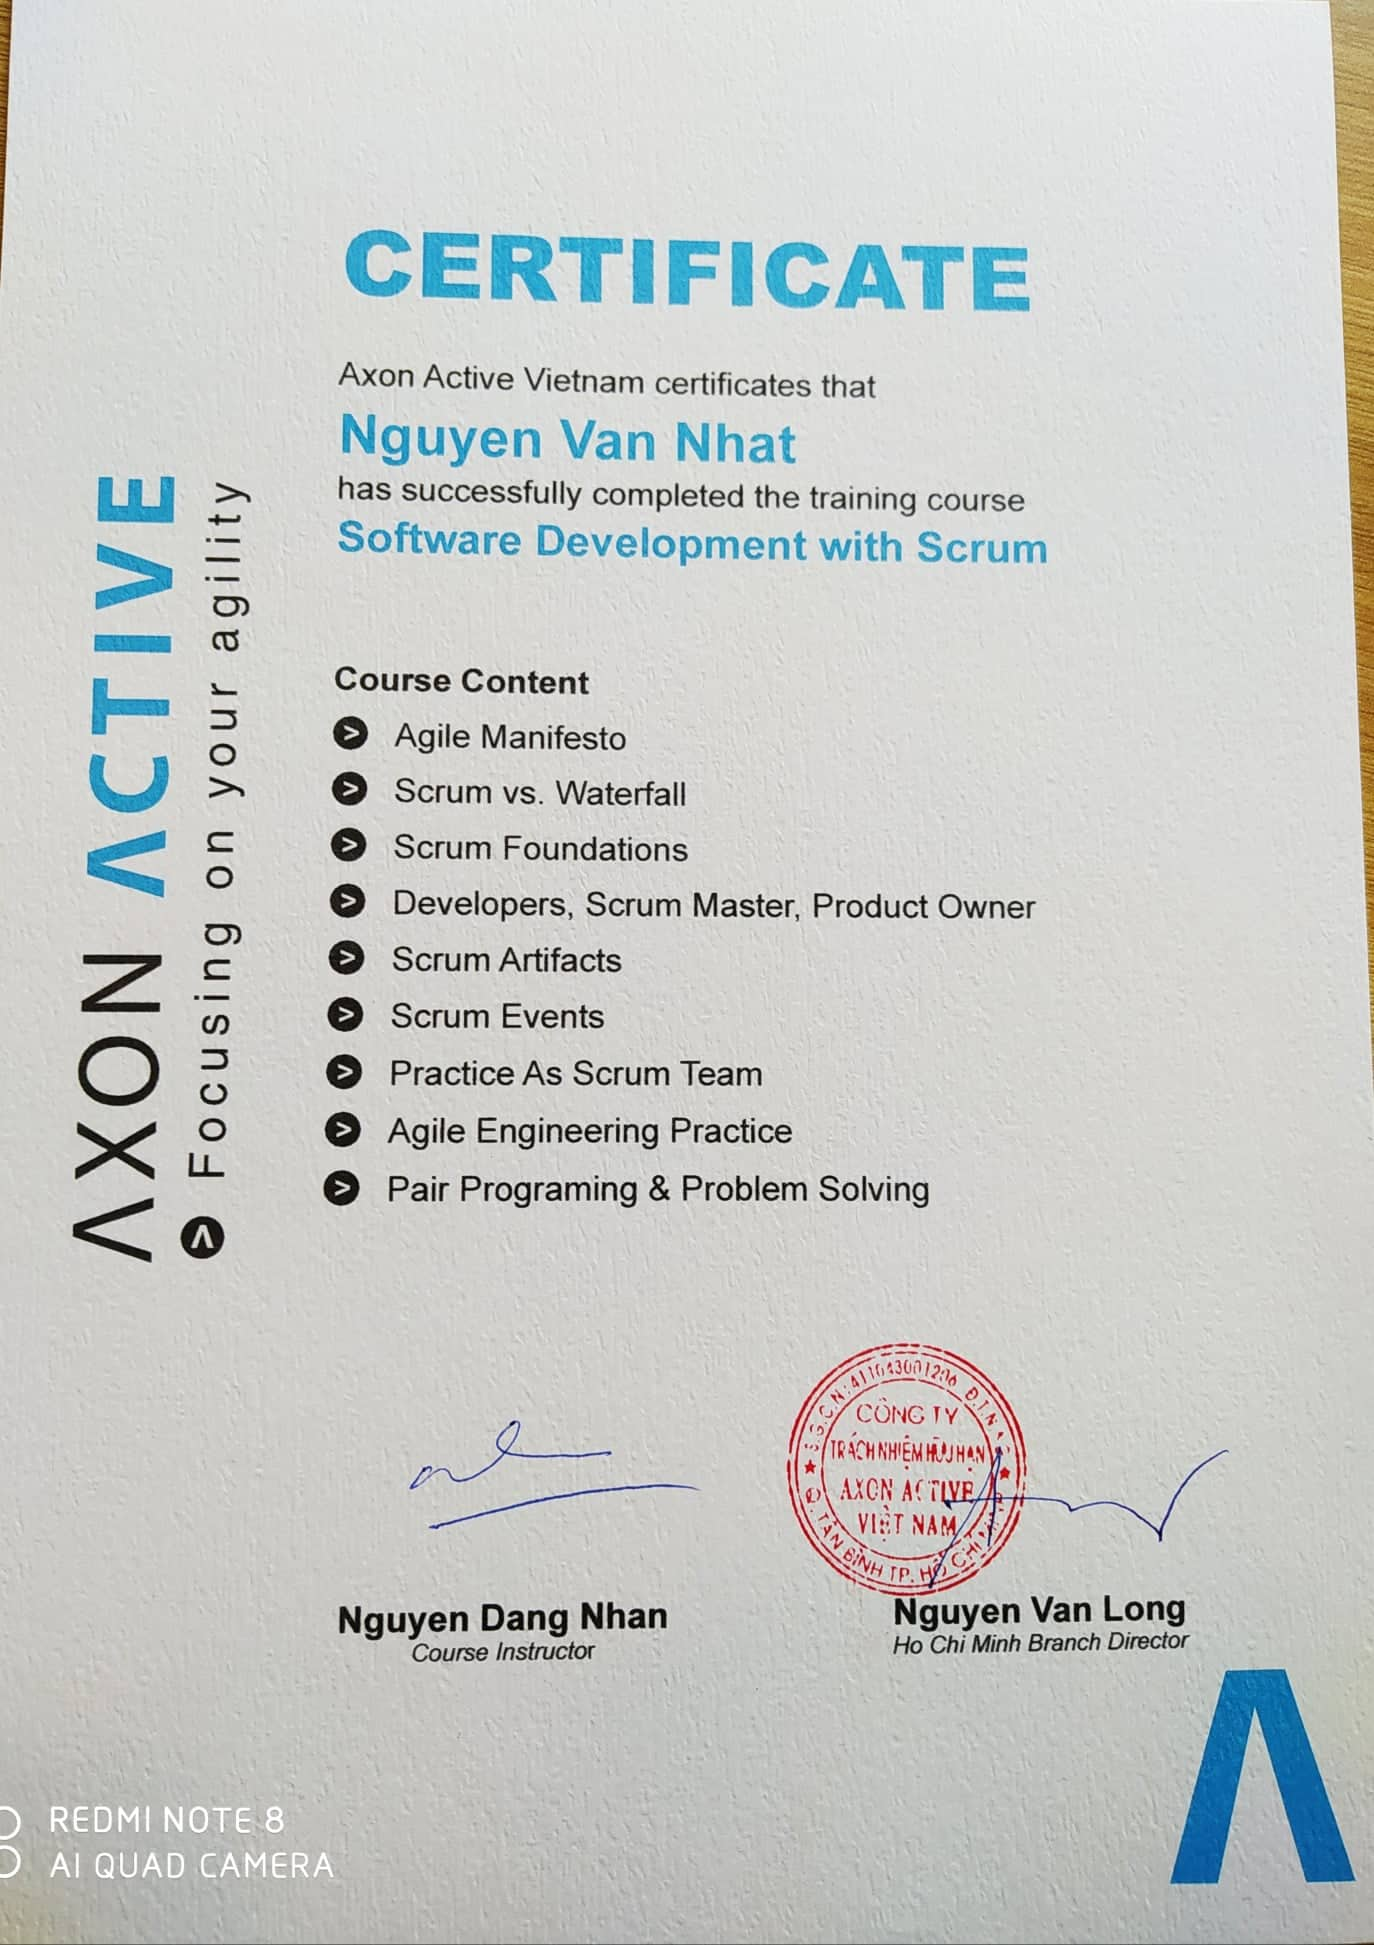 CERTIFICATE
Axon Active Vietnam certificates that
Nguyen Van Nhat
has successfully completed the training course
Software Development with Scrum
AXON ACTIVE
Focusing on your agility
Course Content
Agile Manifesto
Scrum vs. Waterfall
Scrum Foundations
Developers, Scrum Master, Product Owner
Scrum Artifacts
Scrum Events
Practice As Scrum Team
Agile Engineering Practice
Pair Programing & Problem Solving
CÔNG TY
TRÁCH NHIỆM HỮU HẠN
AXON ACTIVE
VIỆT NAM
Q. TÂN BÌNH TP. HỒ CHÍ MINH
Nguyen Dang Nhan
Course Instructor
Nguyen Van Long
Ho Chi Minh Branch Director
REDMI NOTE 8
AI QUAD CAMERA